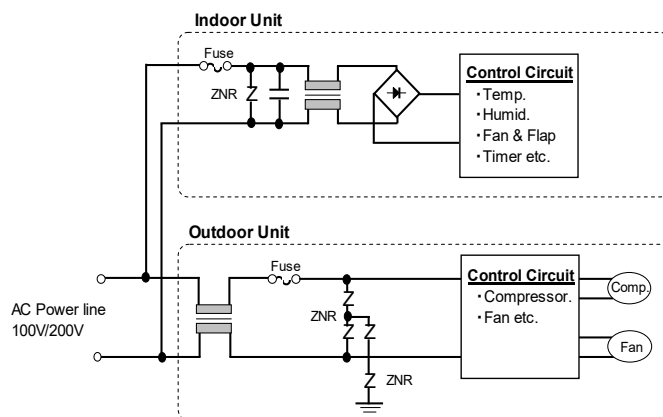 Indoor Unit
Fuse
ZNR
Control Circuit
・Temp.
・Humid.
・Fan & Flap
・Timer etc.
Outdoor Unit
Fuse
AC Power line
100V/200V
ZNR
ZNR
Control Circuit
・Compressor.
・Fan etc.
Comp.
Fan